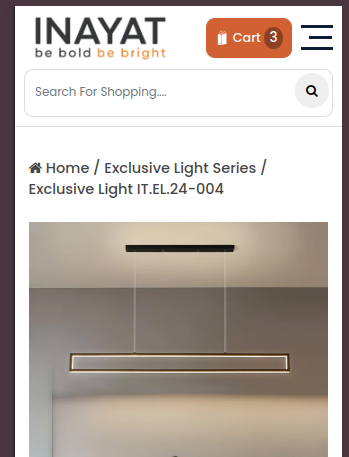 INAYAT
be bold be bright
Cart 3
Search For Shopping....
Home / Exclusive Light Series /
Exclusive Light IT.EL.24-004